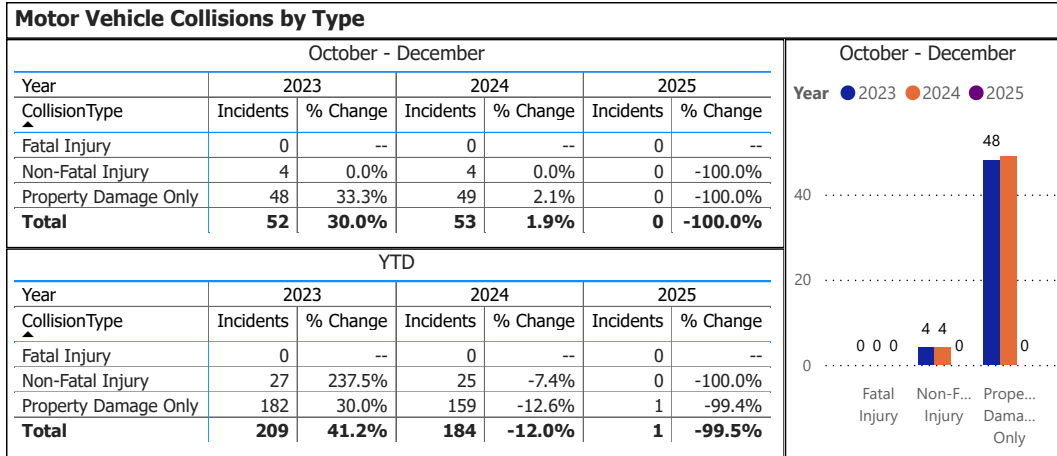 Motor Vehicle Collisions by Type
October - December
Year 2023 2024 2025
CollisionType Incidents % Change Incidents % Change Incidents % Change
Fatal Injury 0 -- 0 -- 0 --
Non-Fatal Injury 4 0.0% 4 0.0% 0 -100.0%
Property Damage Only 48 33.3% 49 2.1% 0 -100.0%
Total 52 30.0% 53 1.9% 0 -100.0%
YTD
Year 2023 2024 2025
CollisionType Incidents % Change Incidents % Change Incidents % Change
Fatal Injury 0 -- 0 -- 0 --
Non-Fatal Injury 27 237.5% 25 -7.4% 0 -100.0%
Property Damage Only 182 30.0% 159 -12.6% 1 -99.4%
Total 209 41.2% 184 -12.0% 1 -99.5%
October - December
Year 2023 2024 2025
48
40
20
4 4 0
0 0 0
0
0
Fatal Non-F... Prope...
Injury Injury Dama...
Only